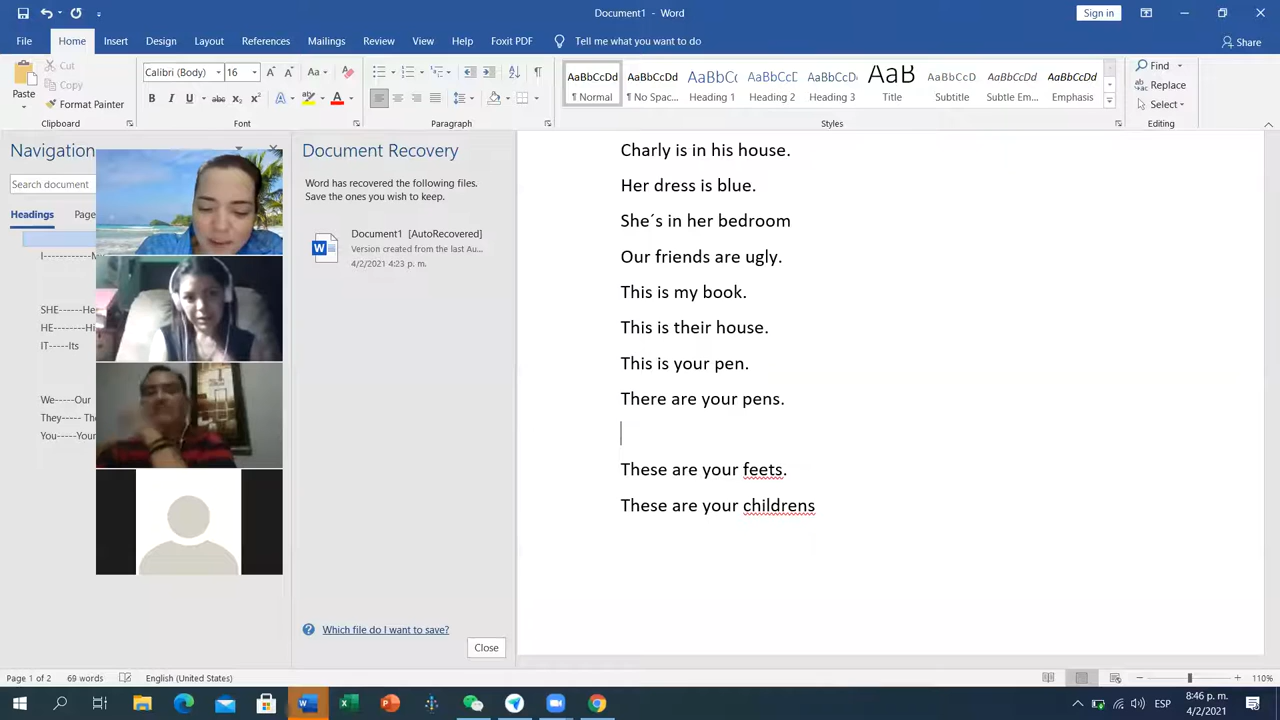 Document1 - Word
Sign in
File Home Insert Design Layout References Mailings Review View Help Foxit PDF Tell me what you want to do
Share
Paste
Cut
Copy
Format Painter
Clipboard
Calibri (Body) 16
Font
Paragraph
AaBbCcDd AaBbCcDd AaBbC AaBbCcD AaBbCcD AaB AaBbCcD AaBbCcDd AaBbCcDd
¶ Normal ¶ No Spac... Heading 1 Heading 2 Heading 3 Title Subtitle Subtle Em... Emphasis
Styles
Find
Replace
Select
Editing
Navigation
Search document
Headings
I-------
SHE------He
HE-----Hi
IT-----Its
We----Our
They---
You-----Your
Document Recovery
Word has recovered the following files.
Save the ones you wish to keep.
Document1 [AutoRecovered]
Version created from the last Au...
4/2/2021 4:23 p. m.
Which file do I want to save?
Close
Charly is in his house.
Her dress is blue.
She´s in her bedroom
Our friends are ugly.
This is my book.
This is their house.
This is your pen.
There are your pens.
These are your feets.
These are your childrens
Page 1 of 2 69 words English (United States)
110%
ESP
8:46 p. m.
4/2/2021